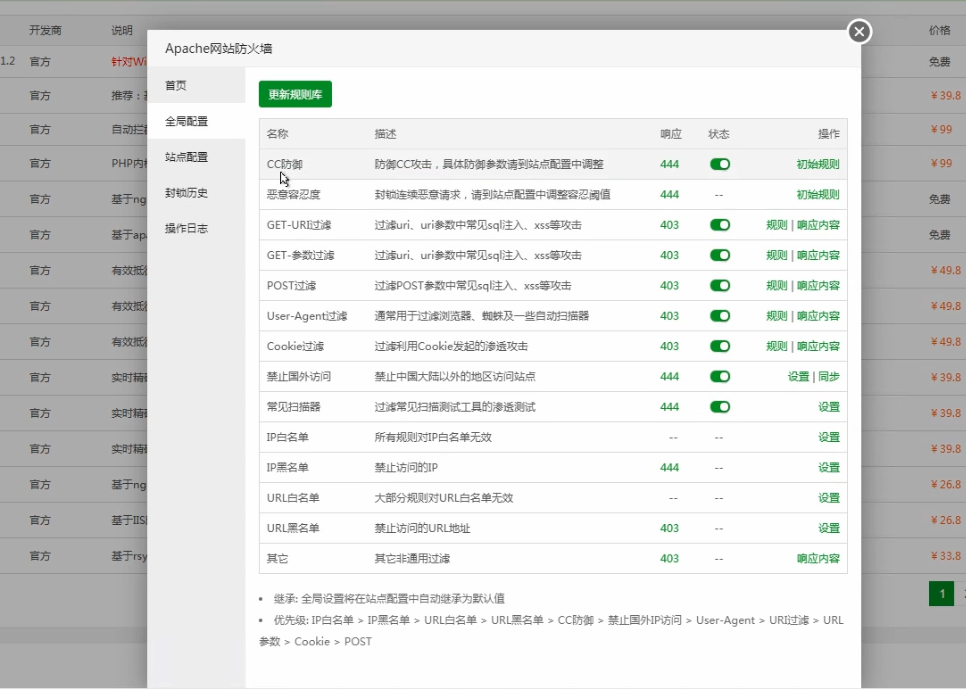 开发商 说明 价格
Apache网站防火墙
1.2 官方 针对Wi 免费
首页
更新规则库
官方 推荐： ￥39.8
全局配置
官方 自动拦 ￥99
名称 描述 响应 状态 操作
站点配置
官方 PHP内 ￥99
CC防御 防御CC攻击，具体防御参数请到站点配置中调整 444 初始规则
封锁历史
官方 基于ng 免费
恶意容忍度 封锁连续恶意请求，请到站点配置中调整容忍阈值 444 -- 初始规则
操作日志
官方 基于apa 免费
GET-URI过滤 过滤uri、uri参数中常见sql注入、xss等攻击 403 规则 | 响应内容
GET-参数过滤 过滤uri、uri参数中常见sql注入、xss等攻击 403 规则 | 响应内容
官方 有效抵 ￥49.8
POST过滤 过滤POST参数中常见sql注入、xss等攻击 403 规则 | 响应内容
官方 有效抵 ￥49.8
User-Agent过滤 通常用于过滤浏览器、蜘蛛及一些自动扫描器 403 规则 | 响应内容
官方 有效抵 ￥49.8
Cookie过滤 过滤利用Cookie发起的渗透攻击 403 规则 | 响应内容
官方 实时精 ￥39.8
禁止国外访问 禁止中国大陆以外的地区访问站点 444 设置 | 同步
官方 实时精 ￥39.8
常见扫描器 过滤常见扫描测试工具的渗透测试 444 设置
官方 实时精 ￥39.8
IP白名单 所有规则对IP白名单无效 -- -- 设置
IP黑名单 禁止访问的IP 444 -- 设置
官方 基于ng ￥26.8
URL白名单 大部分规则对URL白名单无效 -- -- 设置
官方 基于IIS ￥26.8
URL黑名单 禁止访问的URL地址 403 -- 设置
官方 基于rsy ￥33.8
其它 其它非通用过滤 403 -- 响应内容
1
• 继承: 全局设置将在站点配置中自动继承为默认值
• 优先级: IP白名单 > IP黑名单 > URL白名单 > URL黑名单 > CC防御 > 禁止国外IP访问 > User-Agent > URI过滤 > URL
参数 > Cookie > POST